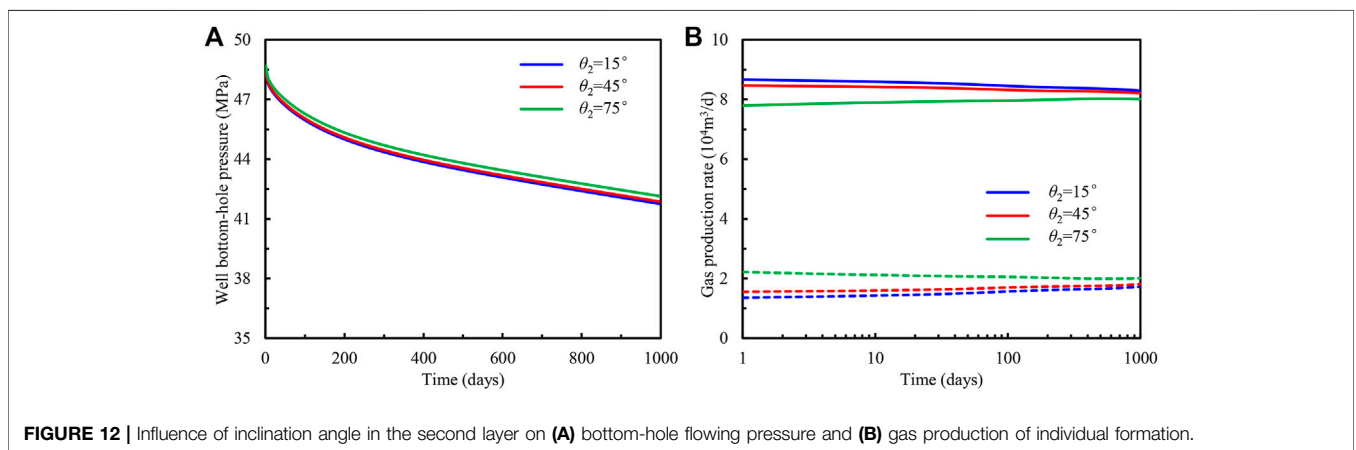 A
50
47
44
41
38
35
Well bottom-hole pressure (MPa)
θ₂=15°
θ₂=45°
θ₂=75°
0 200 400 600 800 1000
Time (days)
B
10
8
6
4
2
0
Gas production rate (10⁴m³/d)
θ₂=15°
θ₂=45°
θ₂=75°
1 10 100 1000
Time (days)
FIGURE 12 | Influence of inclination angle in the second layer on (A) bottom-hole flowing pressure and (B) gas production of individual formation.